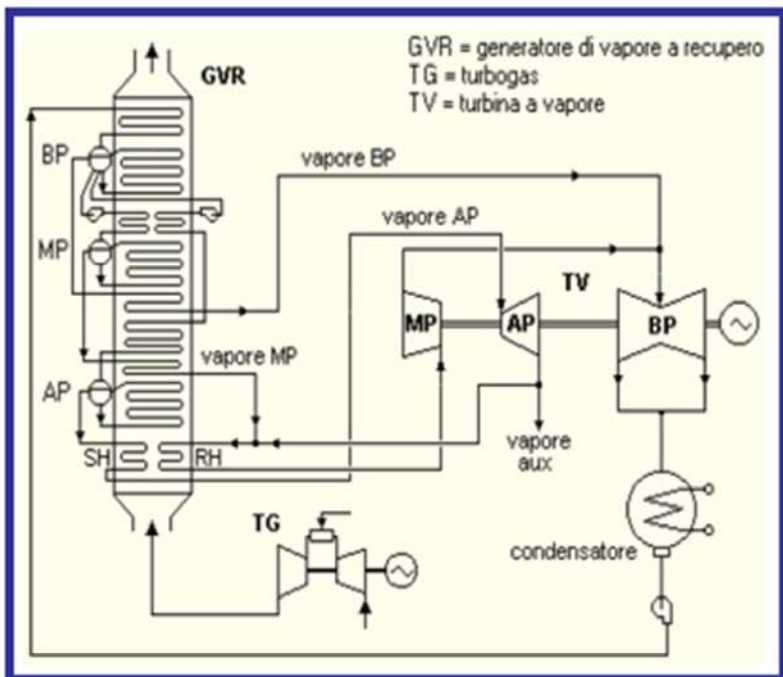 GVR = generatore di vapore a recupero
TG = turbogas
TV = turbina a vapore
GVR
BP
vapore BP
vapore AP
MP
TV
MP
AP
BP
vapore MP
AP
SH
RH
vapore
aux
TG
condensatore